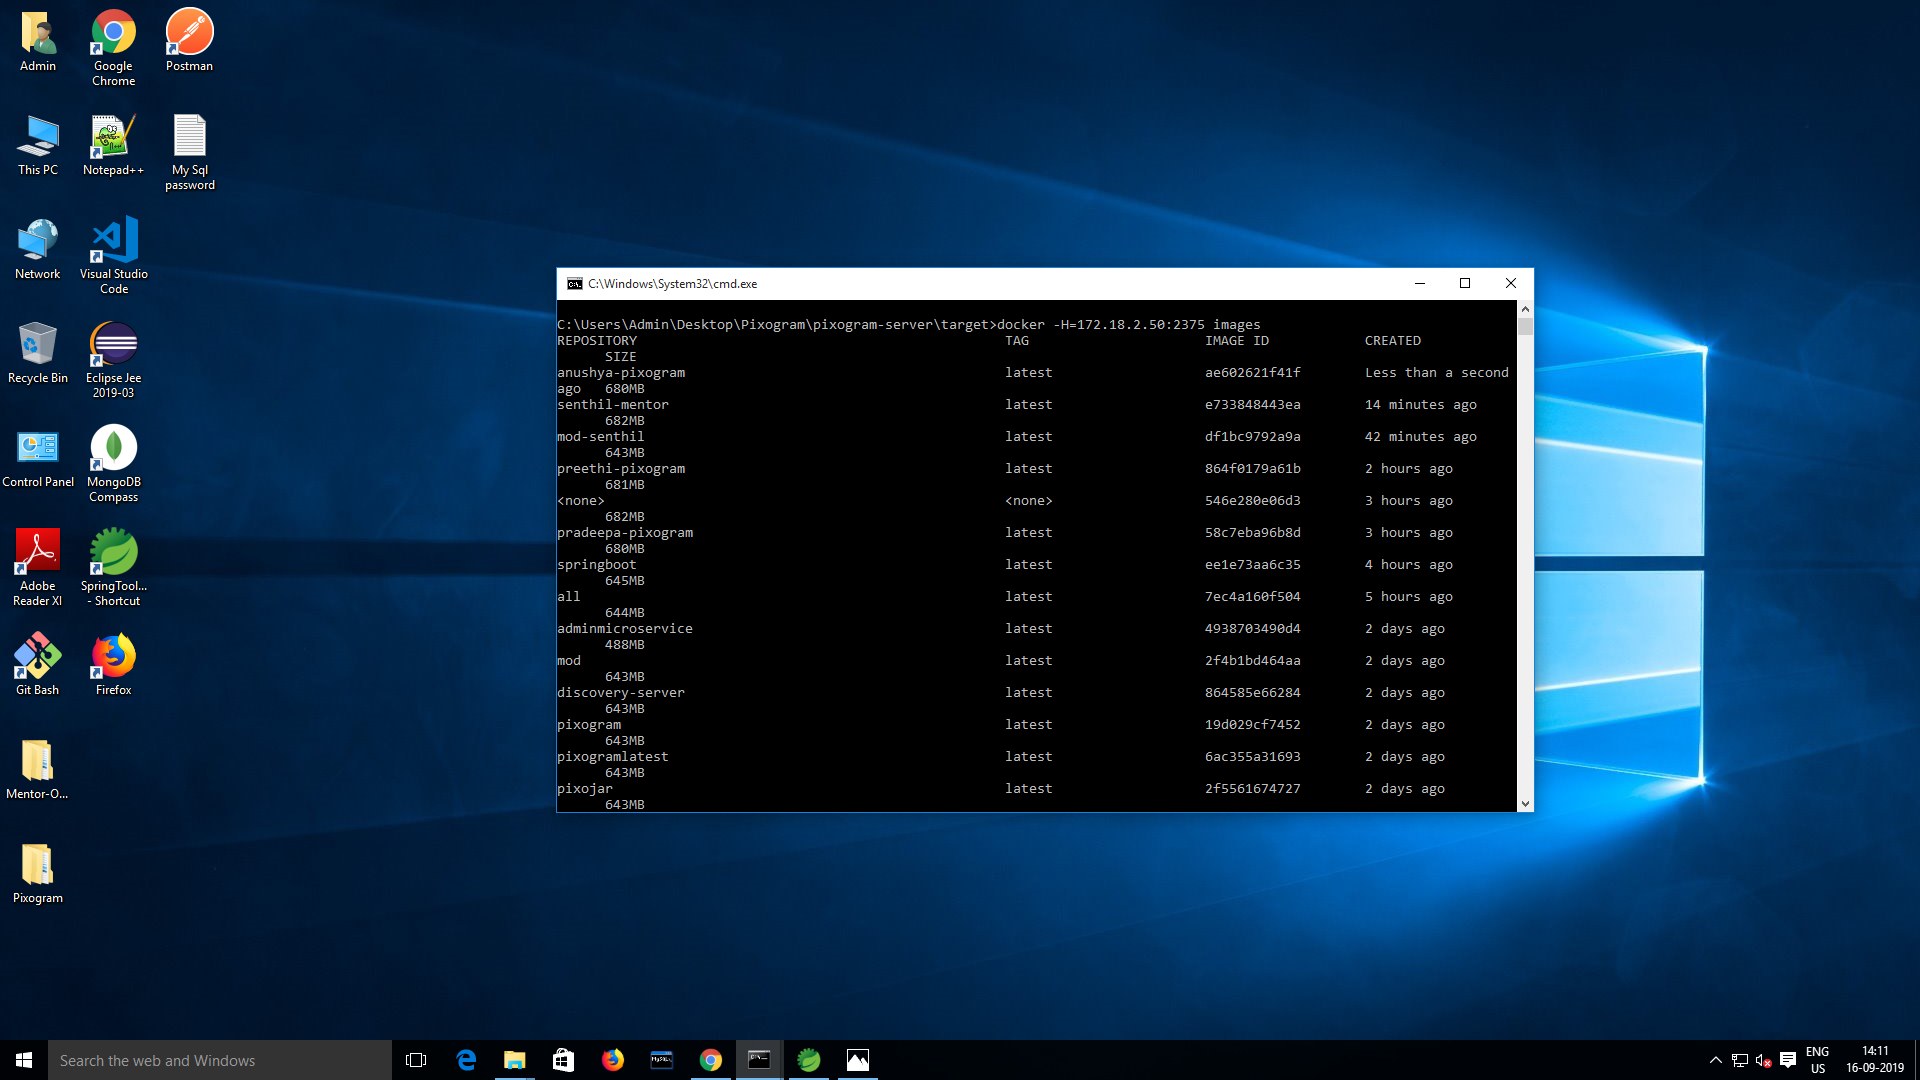 Admin
Google
Chrome
Postman
This PC
Notepad++
My Sql
password
Network
Visual Studio
Code
Recycle Bin
Eclipse Jee
2019-03
Control Panel
MongoDB
Compass
Adobe
Reader XI
SpringTool...
- Shortcut
Git Bash
Firefox
Mentor-O...
Pixogram
C:\Windows\System32\cmd.exe
C:\Users\Admin\Desktop\Pixogram\pixogram-server\target>docker -H=172.18.2.50:2375 images
REPOSITORY TAG IMAGE ID CREATED
SIZE
anushya-pixogram latest ae602621f41f Less than a second
ago 680MB
senthil-mentor latest e733848443ea 14 minutes ago
682MB
mod-senthil latest df1bc9792a9a 42 minutes ago
643MB
preethi-pixogram latest 864f0179a61b 2 hours ago
681MB
<none> <none> 546e280e06d3 3 hours ago
682MB
pradeepa-pixogram latest 58c7eba96b8d 3 hours ago
680MB
springboot latest ee1e73aa6c35 4 hours ago
645MB
all latest 7ec4a160f504 5 hours ago
644MB
adminmicroservice latest 4938703490d4 2 days ago
488MB
mod latest 2f4b1bd464aa 2 days ago
643MB
discovery-server latest 864585e66284 2 days ago
643MB
pixogram latest 19d029cf7452 2 days ago
643MB
pixogramlatest latest 6ac355a31693 2 days ago
643MB
pixojar latest 2f5561674727 2 days ago
643MB
Search the web and Windows
ENG
US
14:11
16-09-2019